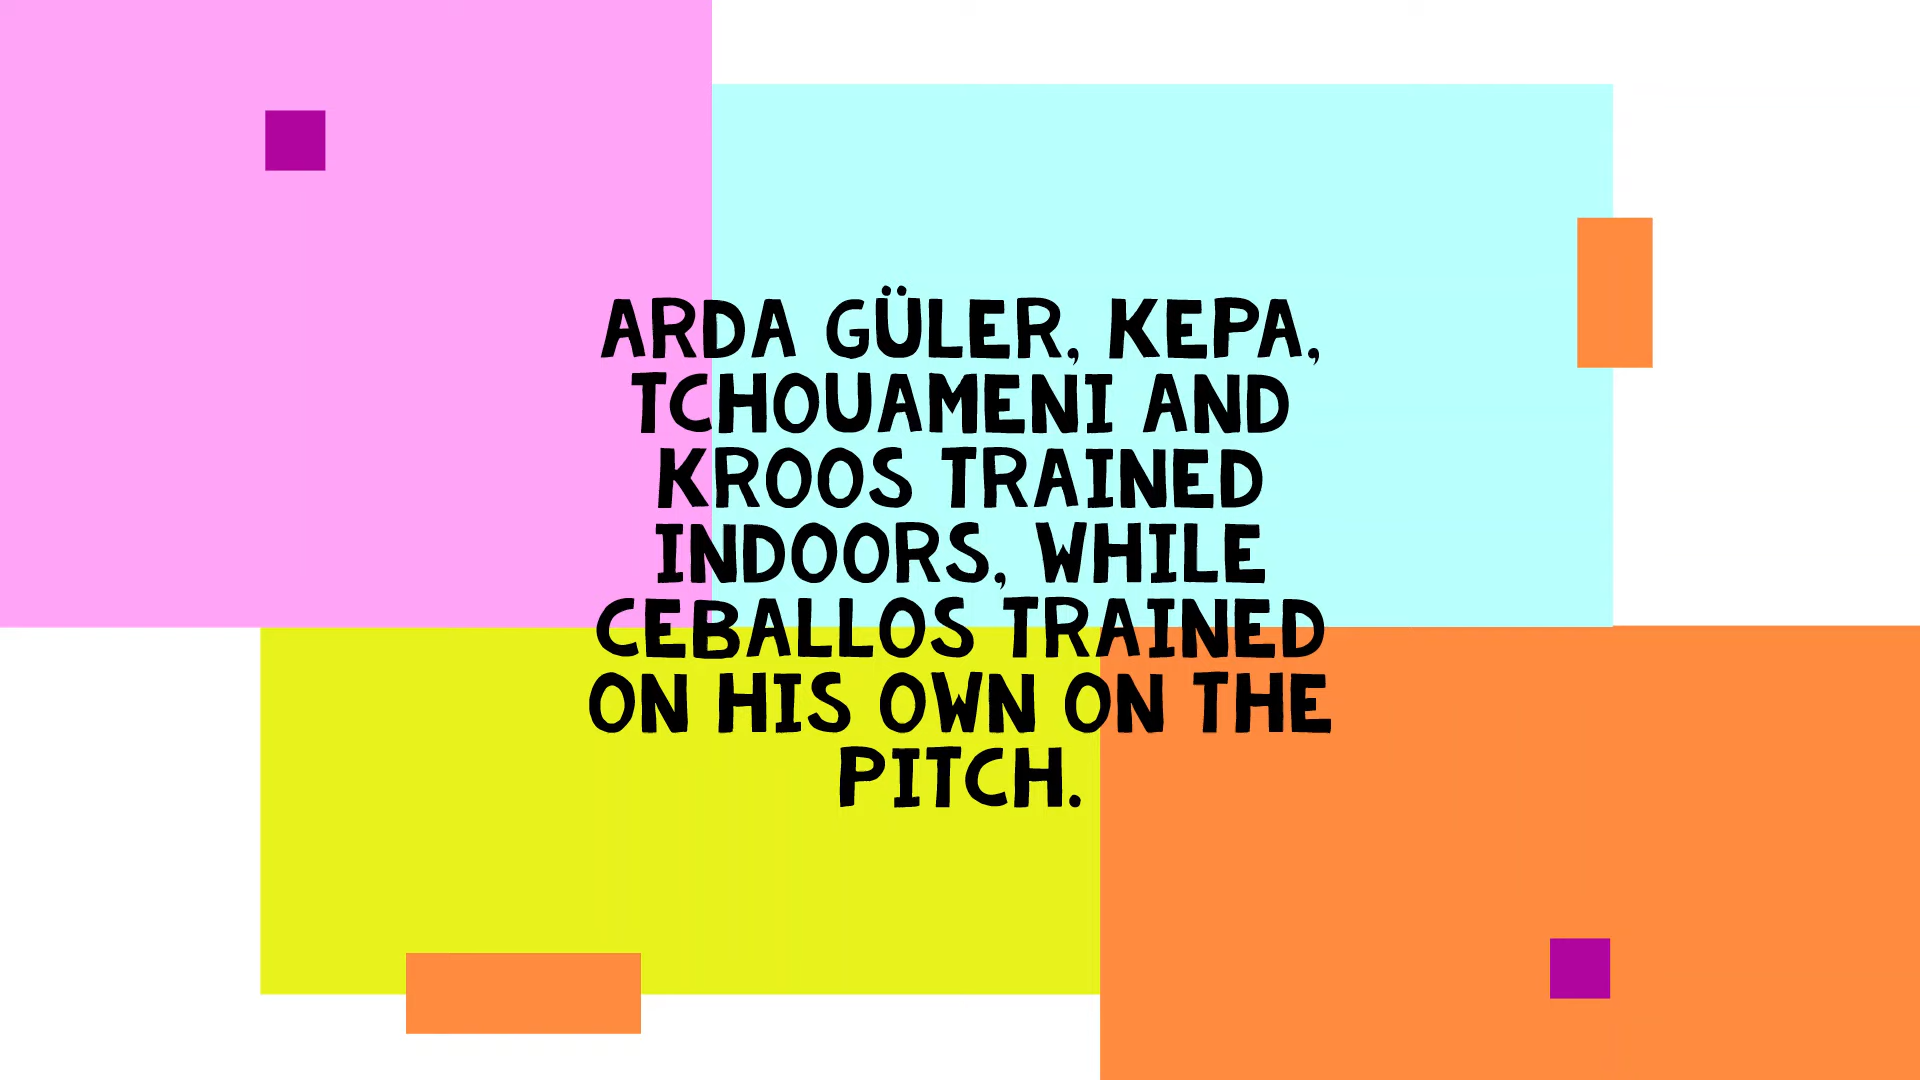 ARDA GÜLER, KEPA,
TCHOUAMENI AND
KROOS TRAINED
INDOORS, WHILE
CEBALLOS TRAINED
ON HIS OWN ON THE
PITCH.